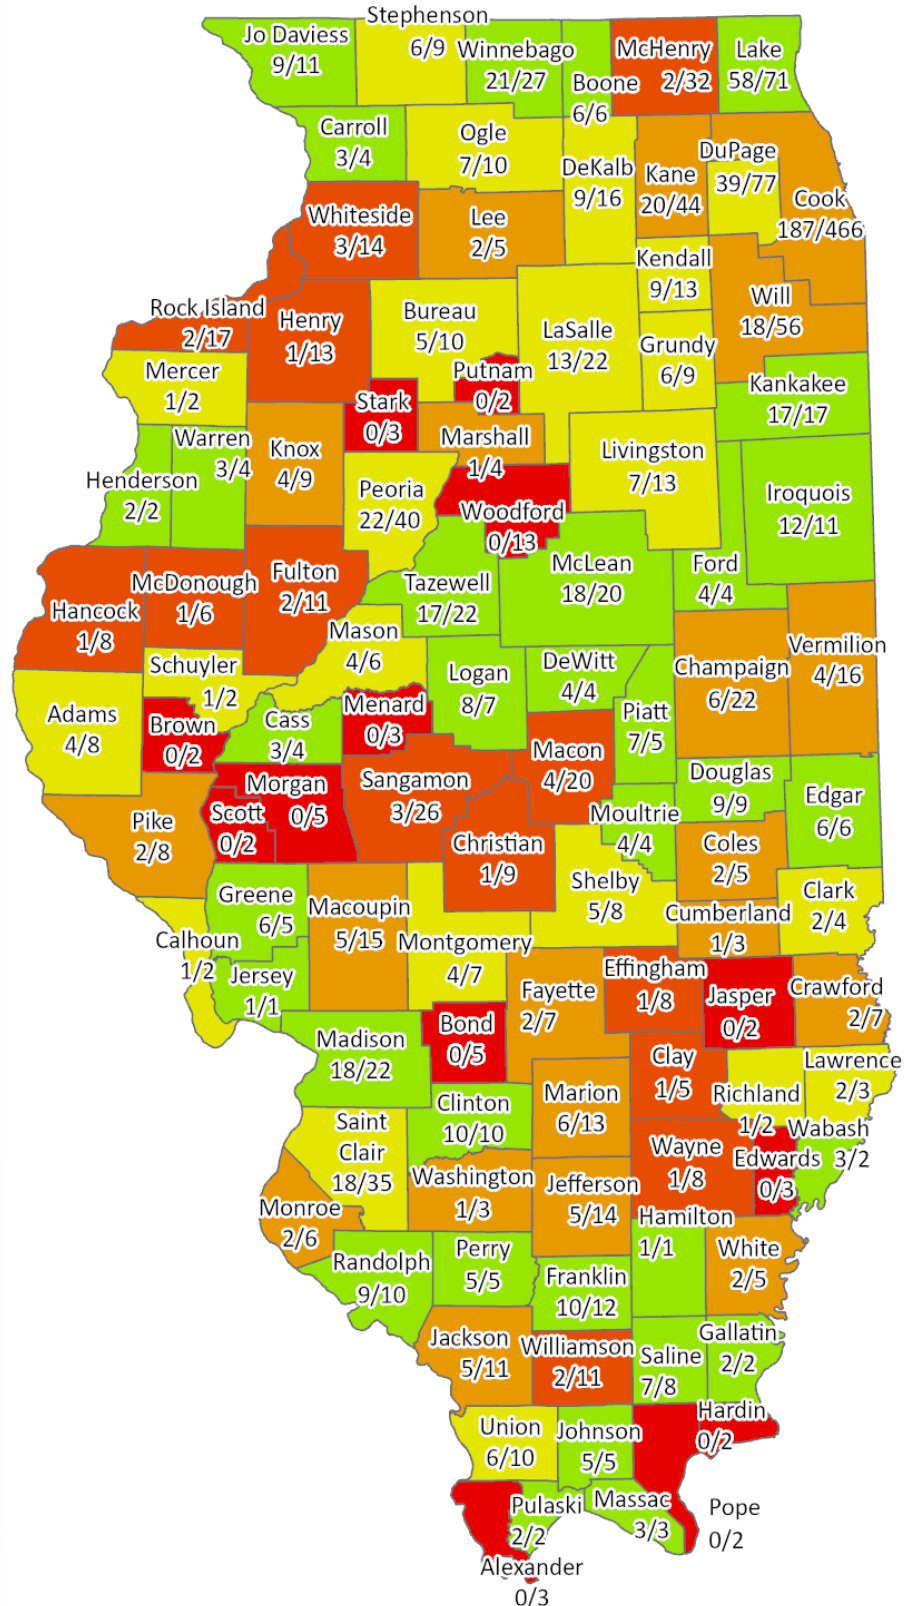 Jo Daviess
9/11
Stephenson
6/9
Winnebago
21/27
Boone
6/6
McHenry
2/32
Lake
58/71
Carroll
3/4
Ogle
7/10
DeKalb
9/16
Kane
20/44
DuPage
39/77
Cook
187/466
Whiteside
3/14
Lee
2/5
Kendall
9/13
Will
18/56
Rock Island
2/17
Henry
1/13
Bureau
5/10
LaSalle
13/22
Grundy
6/9
Mercer
1/2
Putnam
0/2
Kankakee
17/17
Stark
0/3
Warren
3/4
Knox
4/9
Marshall
1/4
Livingston
7/13
Henderson
2/2
Peoria
22/40
Woodford
0/13
Iroquois
12/11
Hancock
1/8
McDonough
1/6
Fulton
2/11
Tazewell
17/22
McLean
18/20
Ford
4/4
Mason
4/6
Vermilion
4/16
Schuyler
1/2
Logan
8/7
DeWitt
4/4
Champaign
6/22
Adams
4/8
Brown
0/2
Cass
3/4
Menard
0/3
Piatt
7/5
Macon
4/20
Morgan
0/5
Sangamon
3/26
Douglas
9/9
Edgar
6/6
Pike
2/8
Scott
0/2
Moultrie
4/4
Christian
1/9
Coles
2/5
Shelby
5/8
Clark
2/4
Greene
6/5
Macoupin
5/15
Cumberland
1/3
Calhoun
1/2
Montgomery
4/7
Jersey
1/1
Effingham
1/8
Fayette
2/7
Jasper
0/2
Crawford
2/7
Madison
18/22
Bond
0/5
Clay
1/5
Lawrence
2/3
Richland
1/2
Marion
6/13
Clinton
10/10
Saint
Clair
18/35
Wabash
3/2
Wayne
1/8
Edwards
0/3
Washington
1/3
Jefferson
5/14
Monroe
2/6
Hamilton
1/1
Randolph
9/10
Perry
5/5
White
2/5
Franklin
10/12
Jackson
5/11
Williamson
2/11
Saline
7/8
Gallatin
2/2
Hardin
0/2
Union
6/10
Johnson
5/5
Pulaski
2/2
Massac
3/3
Pope
0/2
Alexander
0/3